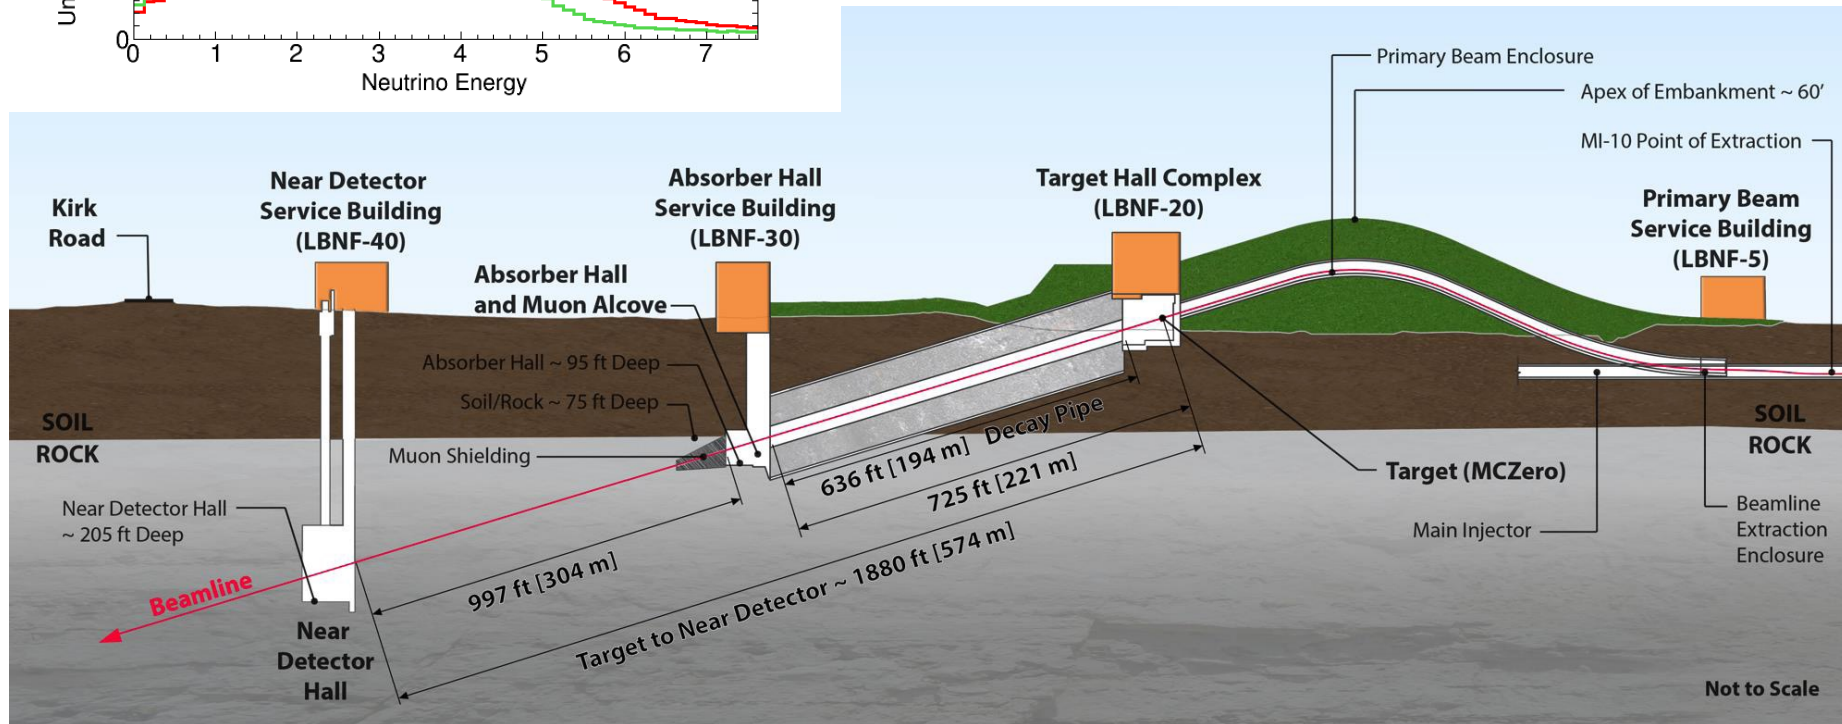 Un
0
0 1 2 3 4 5 6 7
Neutrino Energy
Primary Beam Enclosure
Apex of Embankment ~ 60’
MI-10 Point of Extraction
Kirk
Road
Near Detector
Service Building
(LBNF-40)
Absorber Hall
Service Building
(LBNF-30)
Target Hall Complex
(LBNF-20)
Primary Beam
Service Building
(LBNF-5)
Absorber Hall
and Muon Alcove
Absorber Hall ~ 95 ft Deep
Soil/Rock ~ 75 ft Deep
SOIL
ROCK
SOIL
ROCK
Muon Shielding
636 ft [194 m] Decay Pipe
725 ft [221 m]
Target (MCZero)
Near Detector Hall
~ 205 ft Deep
Main Injector
Beamline
Extraction
Enclosure
997 ft [304 m]
Target to Near Detector ~ 1880 ft [574 m]
Beamline
Near
Detector
Hall
Not to Scale